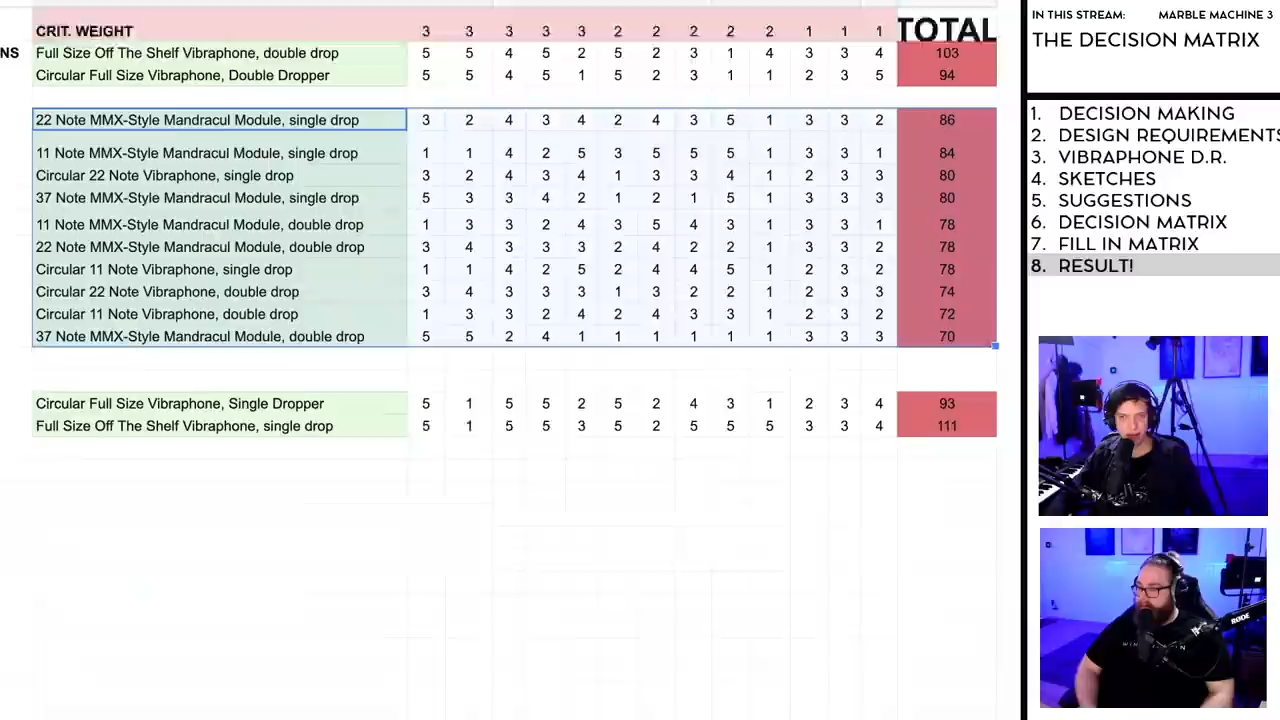 CRIT. WEIGHT 3 3 3 3 3 2 2 2 2 2 1 1 1 TOTAL
NS Full Size Off The Shelf Vibraphone, double drop 5 5 4 5 2 5 2 3 1 4 3 3 4 103
Circular Full Size Vibraphone, Double Dropper 5 5 4 5 1 5 2 3 1 1 2 3 5 94
22 Note MMX-Style Mandracul Module, single drop 3 2 4 3 4 2 4 3 5 1 3 3 2 86
11 Note MMX-Style Mandracul Module, single drop 1 1 4 2 5 3 5 5 5 1 3 3 1 84
Circular 22 Note Vibraphone, single drop 3 2 4 3 4 1 3 3 4 1 2 3 3 80
37 Note MMX-Style Mandracul Module, single drop 5 3 3 4 2 1 2 1 5 1 3 3 3 80
11 Note MMX-Style Mandracul Module, double drop 1 3 3 2 4 3 5 4 3 1 3 3 1 78
22 Note MMX-Style Mandracul Module, double drop 3 4 3 3 3 2 4 2 2 1 3 3 2 78
Circular 11 Note Vibraphone, single drop 1 1 4 2 5 2 4 4 5 1 2 3 3 78
Circular 22 Note Vibraphone, double drop 3 4 3 3 3 1 3 2 2 1 2 3 3 74
Circular 11 Note Vibraphone, double drop 1 3 3 2 4 2 4 3 3 1 2 3 2 72
37 Note MMX-Style Mandracul Module, double drop 5 5 2 4 1 1 1 1 1 1 3 3 3 70
Circular Full Size Vibraphone, Single Dropper 5 1 5 5 2 5 2 4 3 1 2 3 4 93
Full Size Off The Shelf Vibraphone, single drop 5 1 5 5 3 5 2 5 5 5 3 3 4 111
IN THIS STREAM: MARBLE MACHINE 3
THE DECISION MATRIX
1. DECISION MAKING
2. DESIGN REQUIREMENTS
3. VIBRAPHONE D.R.
4. SKETCHES
5. SUGGESTIONS
6. DECISION MATRIX
7. FILL IN MATRIX
8. RESULT!
RODE